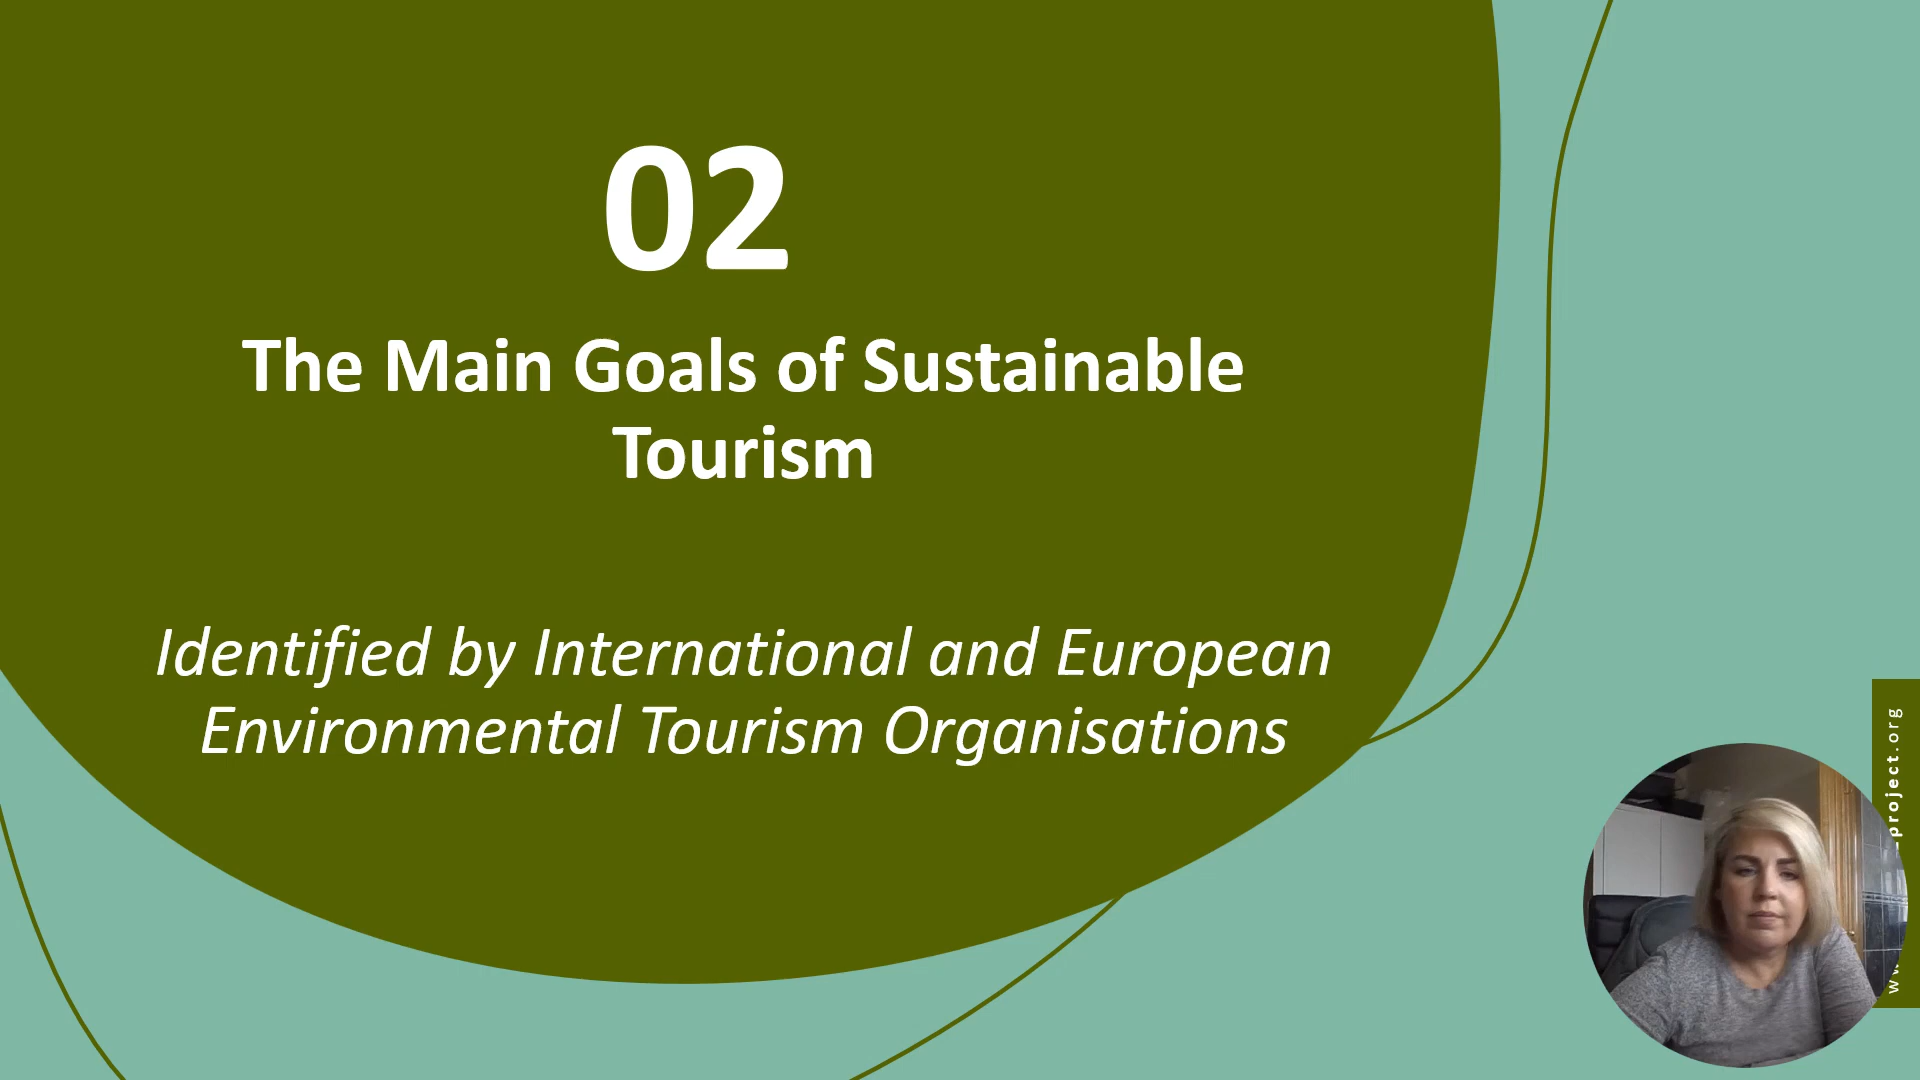 02
The Main Goals of Sustainable
Tourism
Identified by International and European
Environmental Tourism Organisations